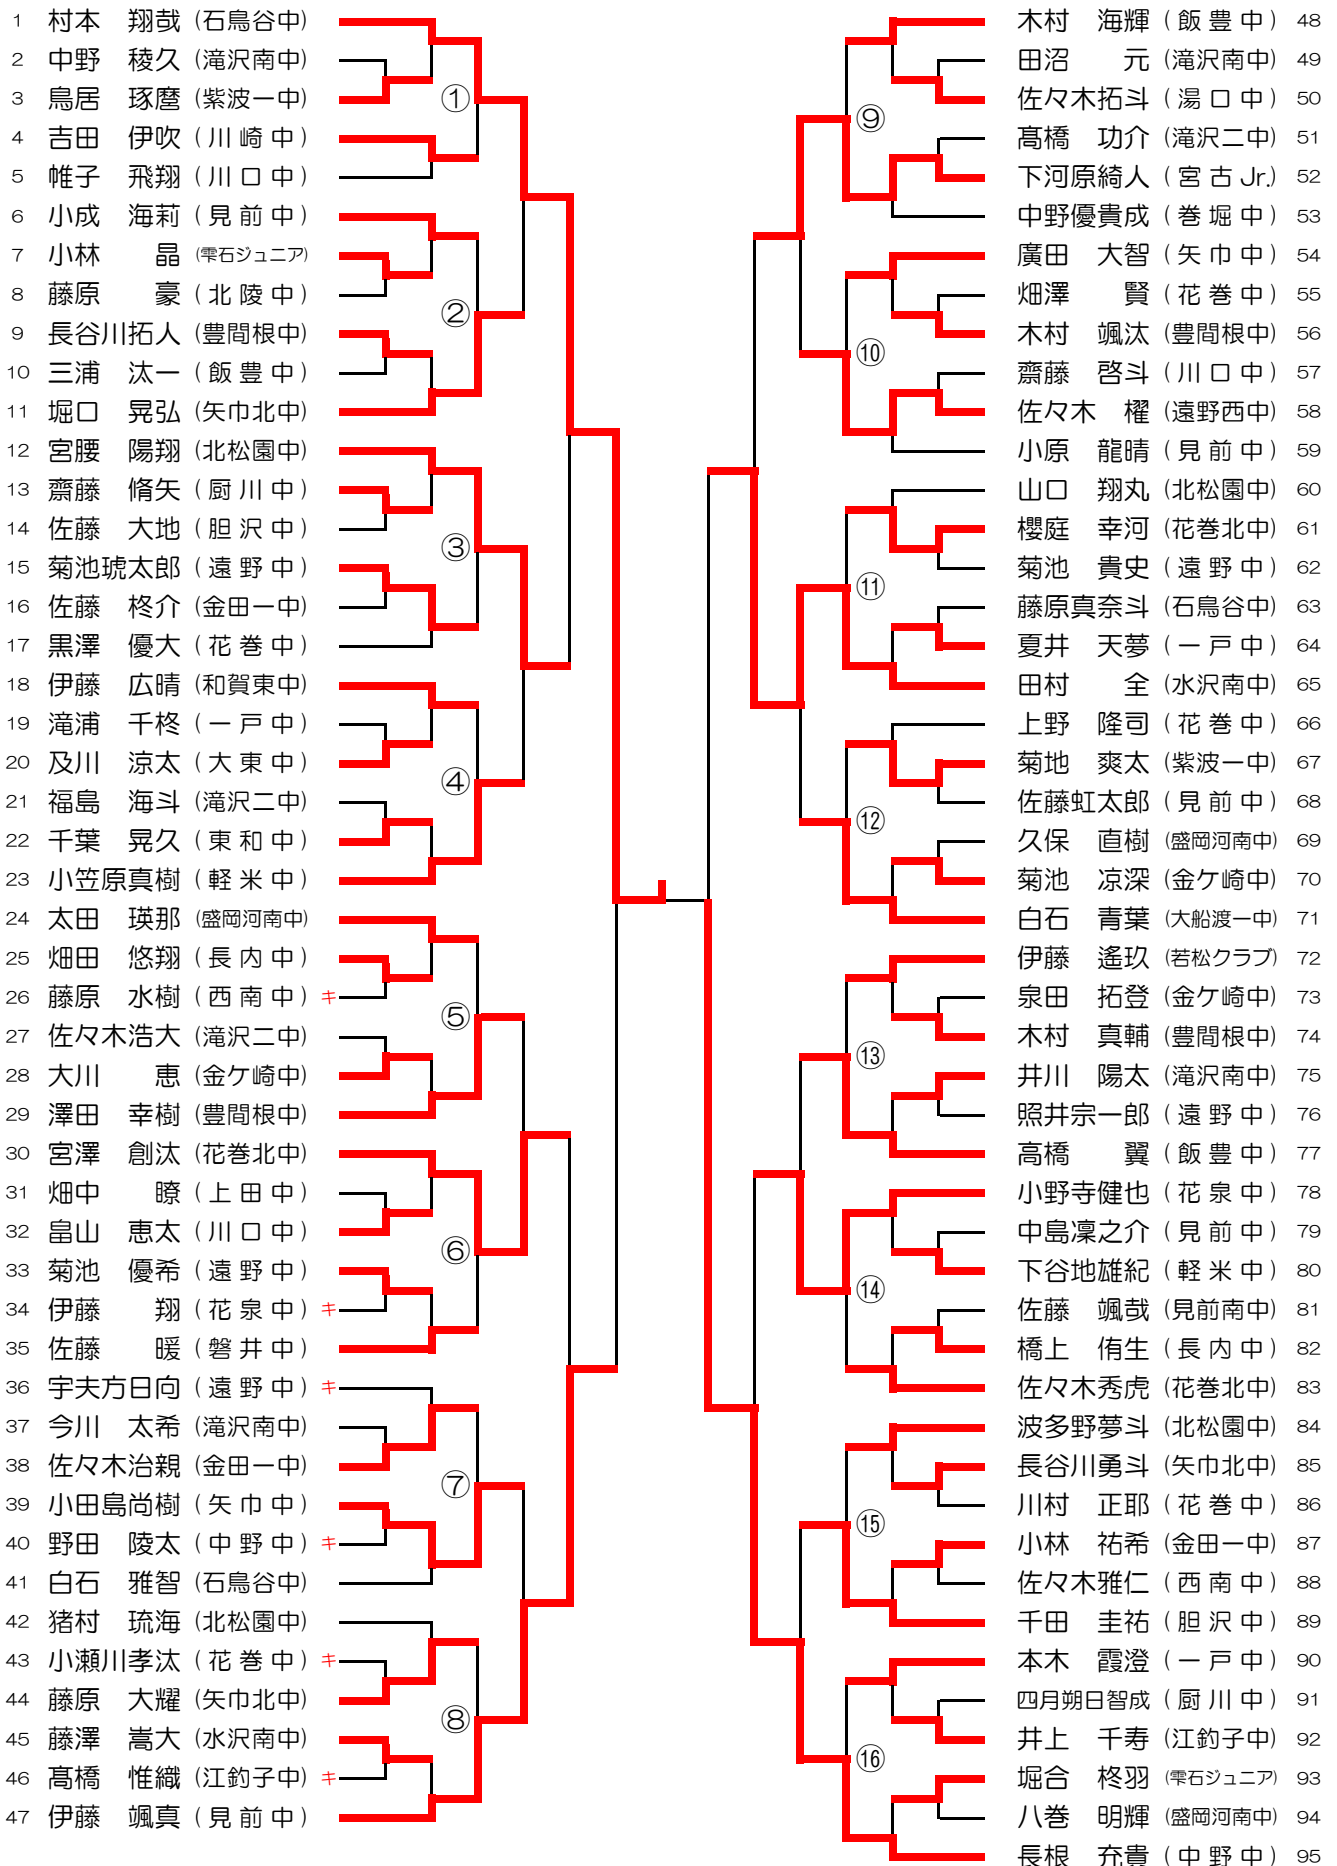 1 村本 翔哉 (石鳥谷中)
2 中野 稜久 (滝沢南中)
3 鳥居 琢磨 (紫波一中)
①
4 吉田 伊吹 (川崎中)
5 帷子 飛翔 (川口中)
6 小成 海莉 (見前中)
7 小林 晶 (雫石ジュニア)
8 藤原 豪 (北陵中)
②
9 長谷川拓人 (豊間根中)
10 三浦 汰一 (飯豊中)
11 堀口 晃弘 (矢巾北中)
12 宮腰 陽翔 (北松園中)
13 齋藤 脩矢 (厨川中)
14 佐藤 大地 (胆沢中)
③
15 菊池琥太郎 (遠野中)
16 佐藤 柊介 (金田一中)
17 黒澤 優大 (花巻中)
18 伊藤 広晴 (和賀東中)
19 滝浦 千柊 (一戸中)
20 及川 涼太 (大東中)
④
21 福島 海斗 (滝沢二中)
22 千葉 晃久 (東和中)
23 小笠原真樹 (軽米中)
24 太田 瑛那 (盛岡河南中)
25 畑田 悠翔 (長内中)
26 藤原 水樹 (西南中) キ
⑤
27 佐々木浩大 (滝沢二中)
28 大川 恵 (金ケ崎中)
29 澤田 幸樹 (豊間根中)
30 宮澤 創汰 (花巻北中)
31 畑中 瞭 (上田中)
32 畠山 恵太 (川口中)
⑥
33 菊池 優希 (遠野中)
34 伊藤 翔 (花泉中) キ
35 佐藤 暖 (磐井中)
36 宇夫方日向 (遠野中) キ
37 今川 太希 (滝沢南中)
38 佐々木治親 (金田一中)
⑦
39 小田島尚樹 (矢巾中)
40 野田 陵太 (中野中) キ
41 白石 雅智 (石鳥谷中)
42 猪村 琉海 (北松園中)
43 小瀬川孝汰 (花巻中) キ
44 藤原 大耀 (矢巾北中)
⑧
45 藤澤 嵩大 (水沢南中)
46 髙橋 惟織 (江釣子中) キ
47 伊藤 颯真 (見前中)
木村 海輝 (飯豊中) 48
田沼 元 (滝沢南中) 49
佐々木拓斗 (湯口中) 50
⑨
髙橋 功介 (滝沢二中) 51
下河原綺人 (宮古Jr.) 52
中野優貴成 (巻堀中) 53
廣田 大智 (矢巾中) 54
畑澤 賢 (花巻中) 55
木村 颯汰 (豊間根中) 56
⑩
齋藤 啓斗 (川口中) 57
佐々木 櫂 (遠野西中) 58
小原 龍晴 (見前中) 59
山口 翔丸 (北松園中) 60
櫻庭 幸河 (花巻北中) 61
菊池 貴史 (遠野中) 62
⑪
藤原真奈斗 (石鳥谷中) 63
夏井 天夢 (一戸中) 64
田村 全 (水沢南中) 65
上野 隆司 (花巻中) 66
菊地 爽太 (紫波一中) 67
佐藤虹太郎 (見前中) 68
⑫
久保 直樹 (盛岡河南中) 69
菊池 凉深 (金ケ崎中) 70
白石 青葉 (大船渡一中) 71
伊藤 遙玖 (若松クラブ) 72
泉田 拓登 (金ケ崎中) 73
木村 真輔 (豊間根中) 74
⑬
井川 陽太 (滝沢南中) 75
照井宗一郎 (遠野中) 76
高橋 翼 (飯豊中) 77
小野寺健也 (花泉中) 78
中島凜之介 (見前中) 79
下谷地雄紀 (軽米中) 80
⑭
佐藤 颯哉 (見前南中) 81
橋上 侑生 (長内中) 82
佐々木秀虎 (花巻北中) 83
波多野夢斗 (北松園中) 84
長谷川勇斗 (矢巾北中) 85
川村 正耶 (花巻中) 86
⑮
小林 祐希 (金田一中) 87
佐々木雅仁 (西南中) 88
千田 圭祐 (胆沢中) 89
本木 霞澄 (一戸中) 90
四月朔日智成 (厨川中) 91
井上 千寿 (江釣子中) 92
⑯
堀合 柊羽 (雫石ジュニア) 93
八巻 明輝 (盛岡河南中) 94
長根 充貴 (中野中) 95